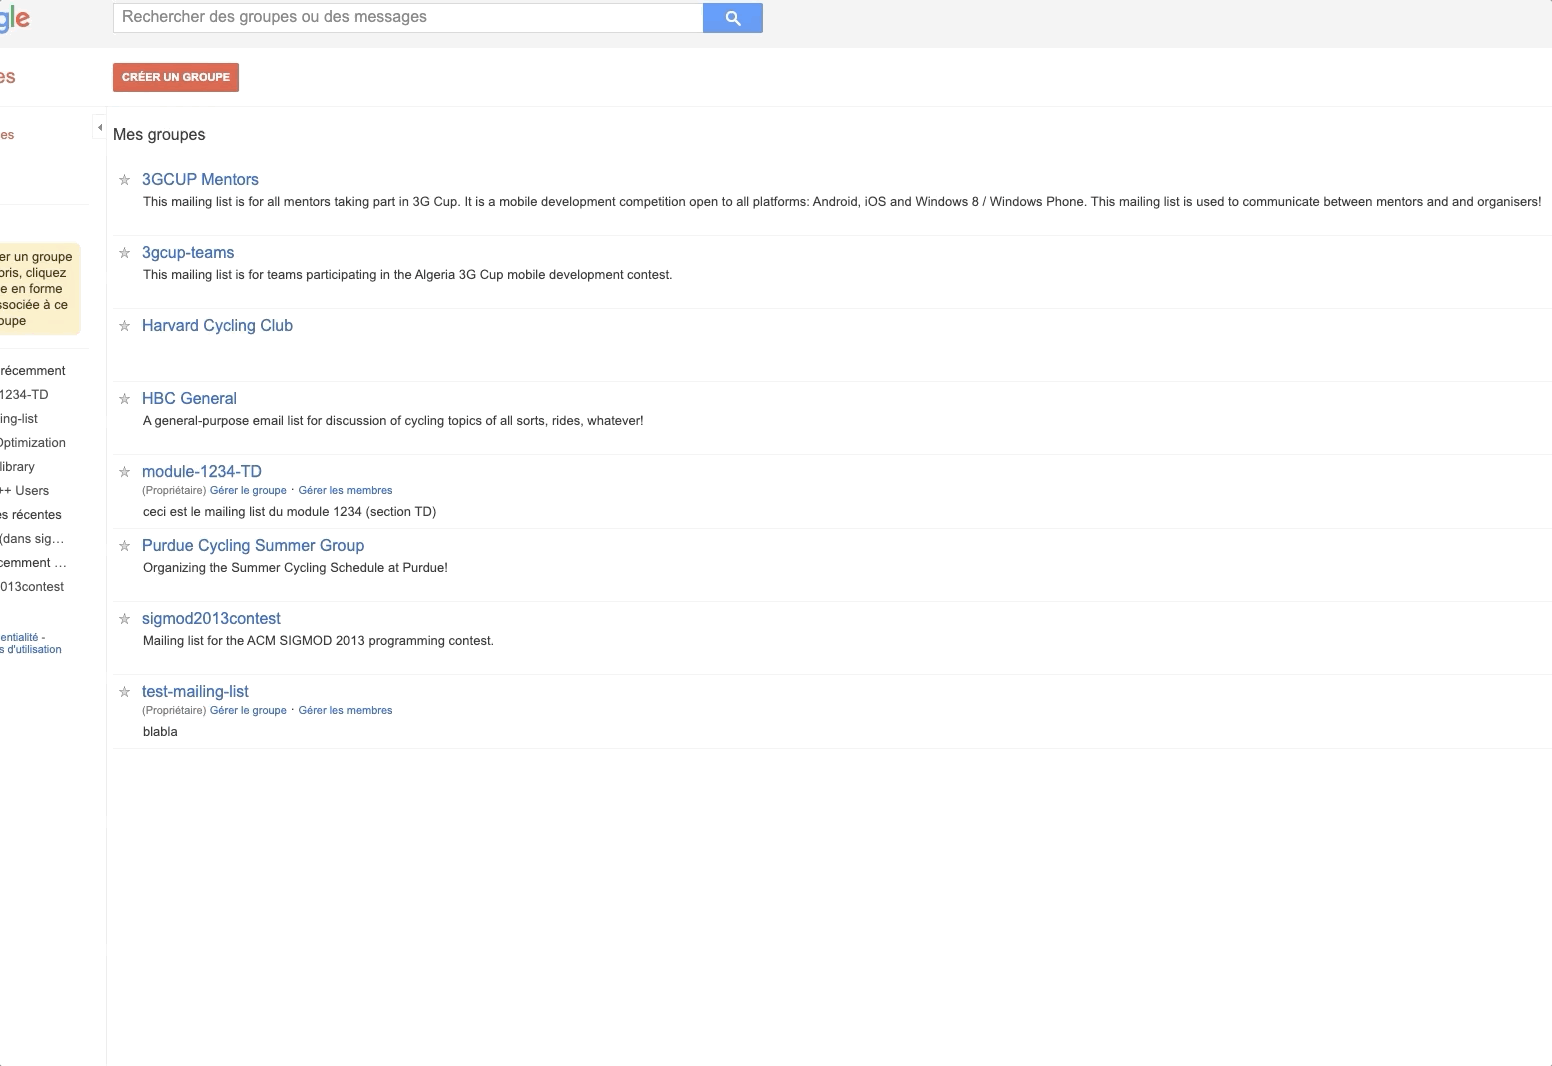 gle
Rechercher des groupes ou des messages
es
CRÉER UN GROUPE
es
Mes groupes
3GCUP Mentors
This mailing list is for all mentors taking part in 3G Cup. It is a mobile development competition open to all platforms: Android, iOS and Windows 8 / Windows Phone. This mailing list is used to communicate between mentors and and organisers!
3gcup-teams
This mailing list is for teams participating in the Algeria 3G Cup mobile development contest.
Harvard Cycling Club
HBC General
A general-purpose email list for discussion of cycling topics of all sorts, rides, whatever!
module-1234-TD
(Propriétaire) Gérer le groupe · Gérer les membres
ceci est le mailing list du module 1234 (section TD)
Purdue Cycling Summer Group
Organizing the Summer Cycling Schedule at Purdue!
sigmod2013contest
Mailing list for the ACM SIGMOD 2013 programming contest.
test-mailing-list
(Propriétaire) Gérer le groupe · Gérer les membres
blabla
er un groupe
oris, cliquez
e en forme
ssociée à ce
oupe
récemment
1234-TD
ing-list
Optimization
library
++ Users
es récentes
(dans sig…
cemment …
013contest
entialité -
s d'utilisation